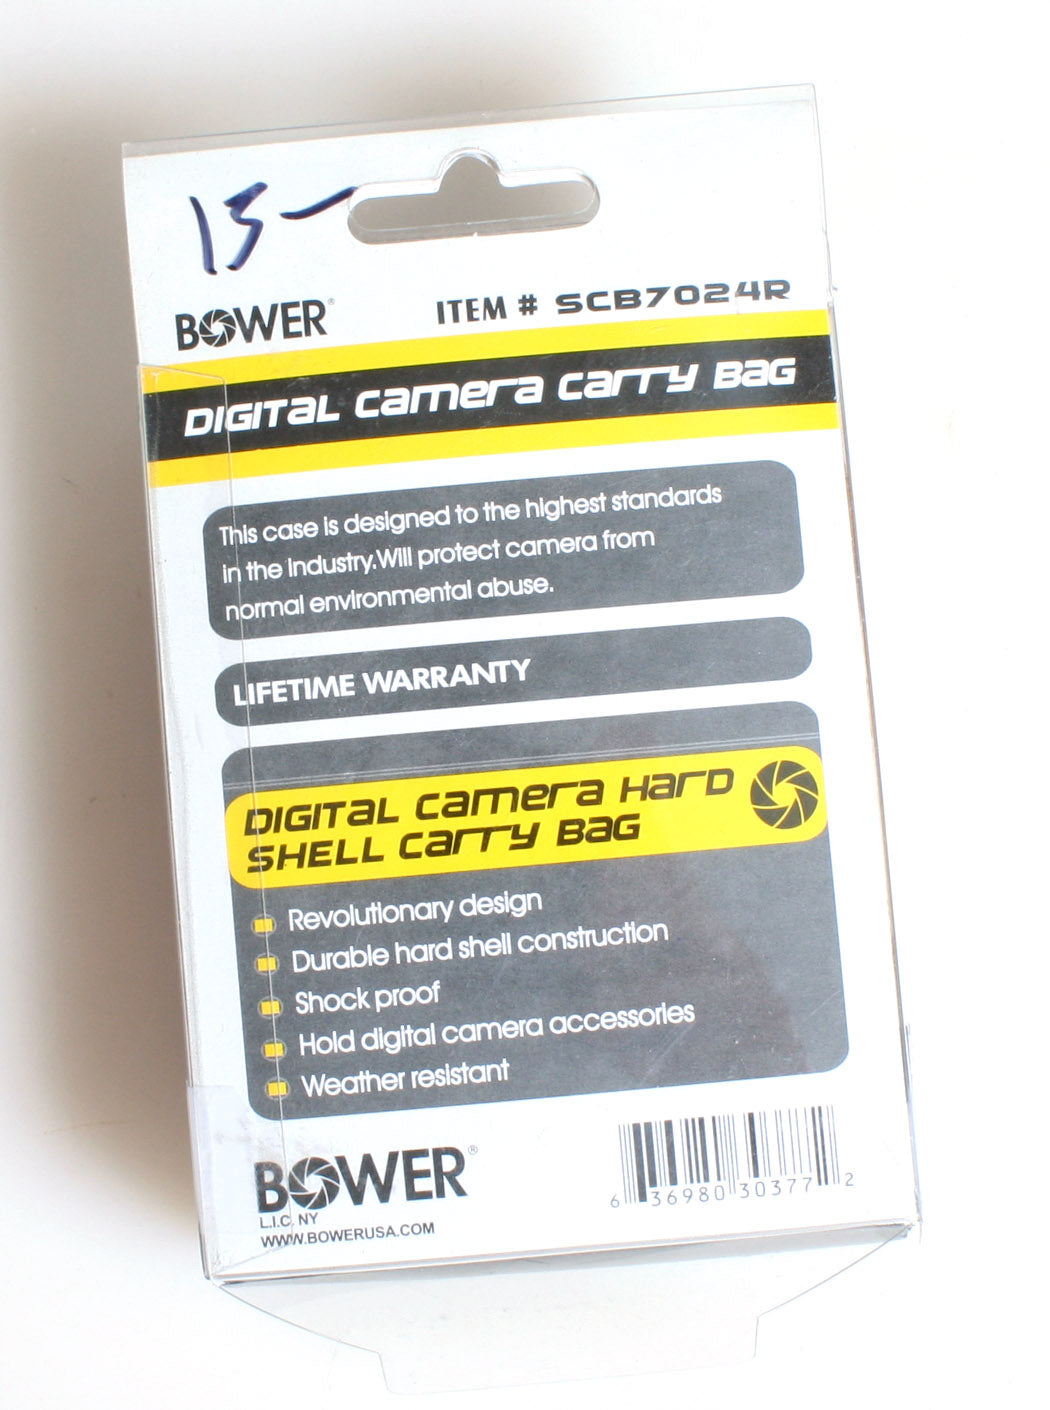 13-
BOWER®
ITEM # SCB7024R
DIGITAL CAMERA CARRY BAG
This case is designed to the highest standards
in the industry.Will protect camera from
normal environmental abuse.
LIFETIME WARRANTY
DIGITAL CAMERA HARD
SHELL CARRY BAG
Revolutionary design
Durable hard shell construction
Shock proof
Hold digital camera accessories
Weather resistant
BOWER®
L.I.C. NY
WWW.BOWERUSA.COM
6 36980 30377 2